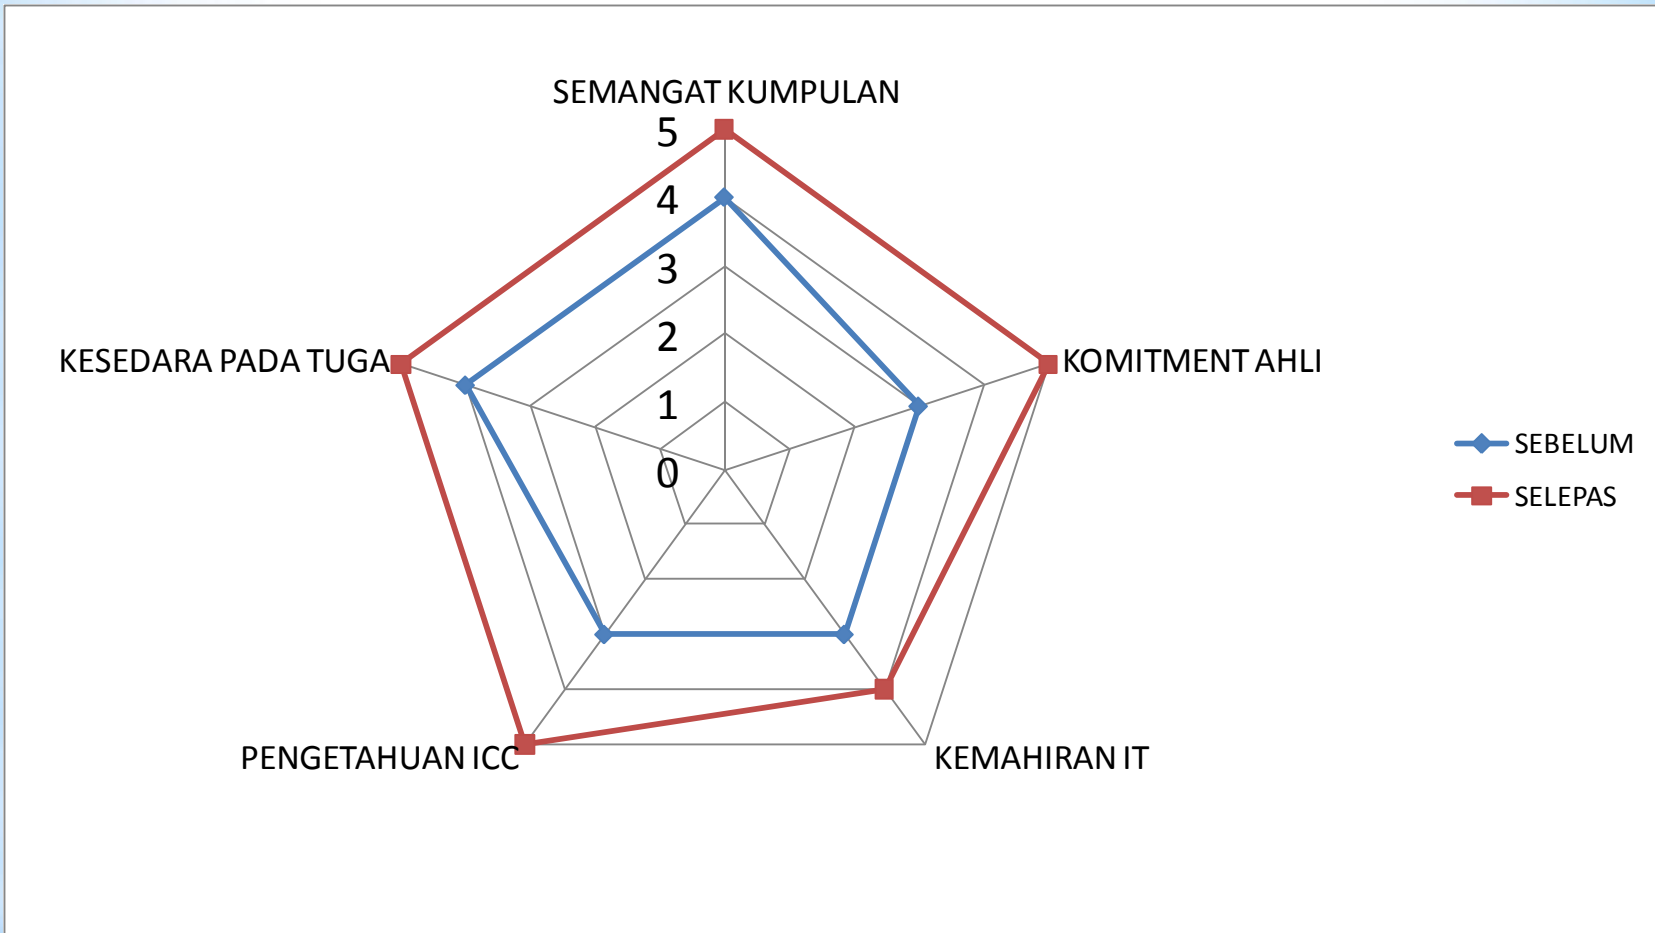 SEMANGAT KUMPULAN
5
4
3
2
1
0
KOMITMENT AHLI
KEMAHIRAN IT
PENGETAHUAN ICC
KESEDARA PADA TUGA
SEBELUM
SELEPAS